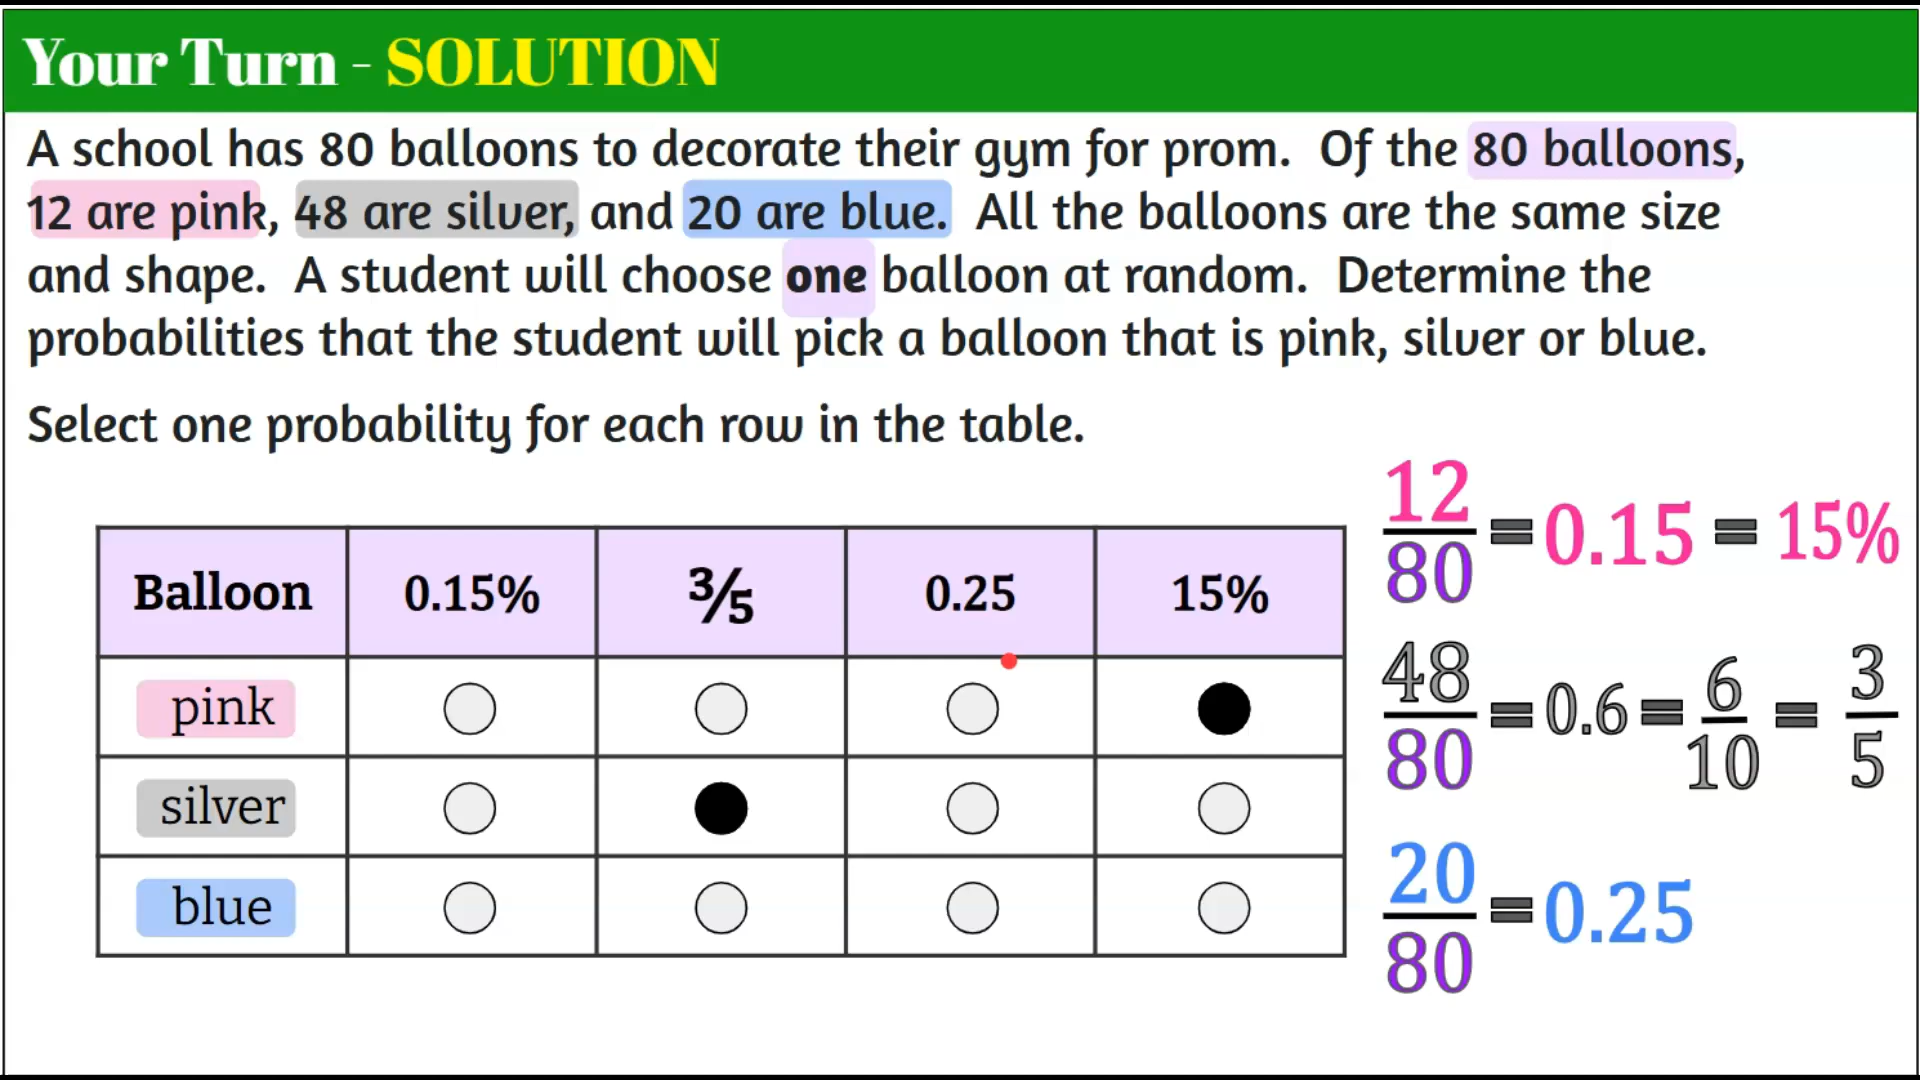 Your Turn - SOLUTION
A school has 80 balloons to decorate their gym for prom. Of the 80 balloons,
12 are pink, 48 are silver, and 20 are blue. All the balloons are the same size
and shape. A student will choose one balloon at random. Determine the
probabilities that the student will pick a balloon that is pink, silver or blue.
Select one probability for each row in the table.
Balloon 0.15% ⅗ 0.25 15%
pink
silver
blue
12/80 = 0.15 = 15%
48/80 = 0.6 = 6/10 = 3/5
20/80 = 0.25